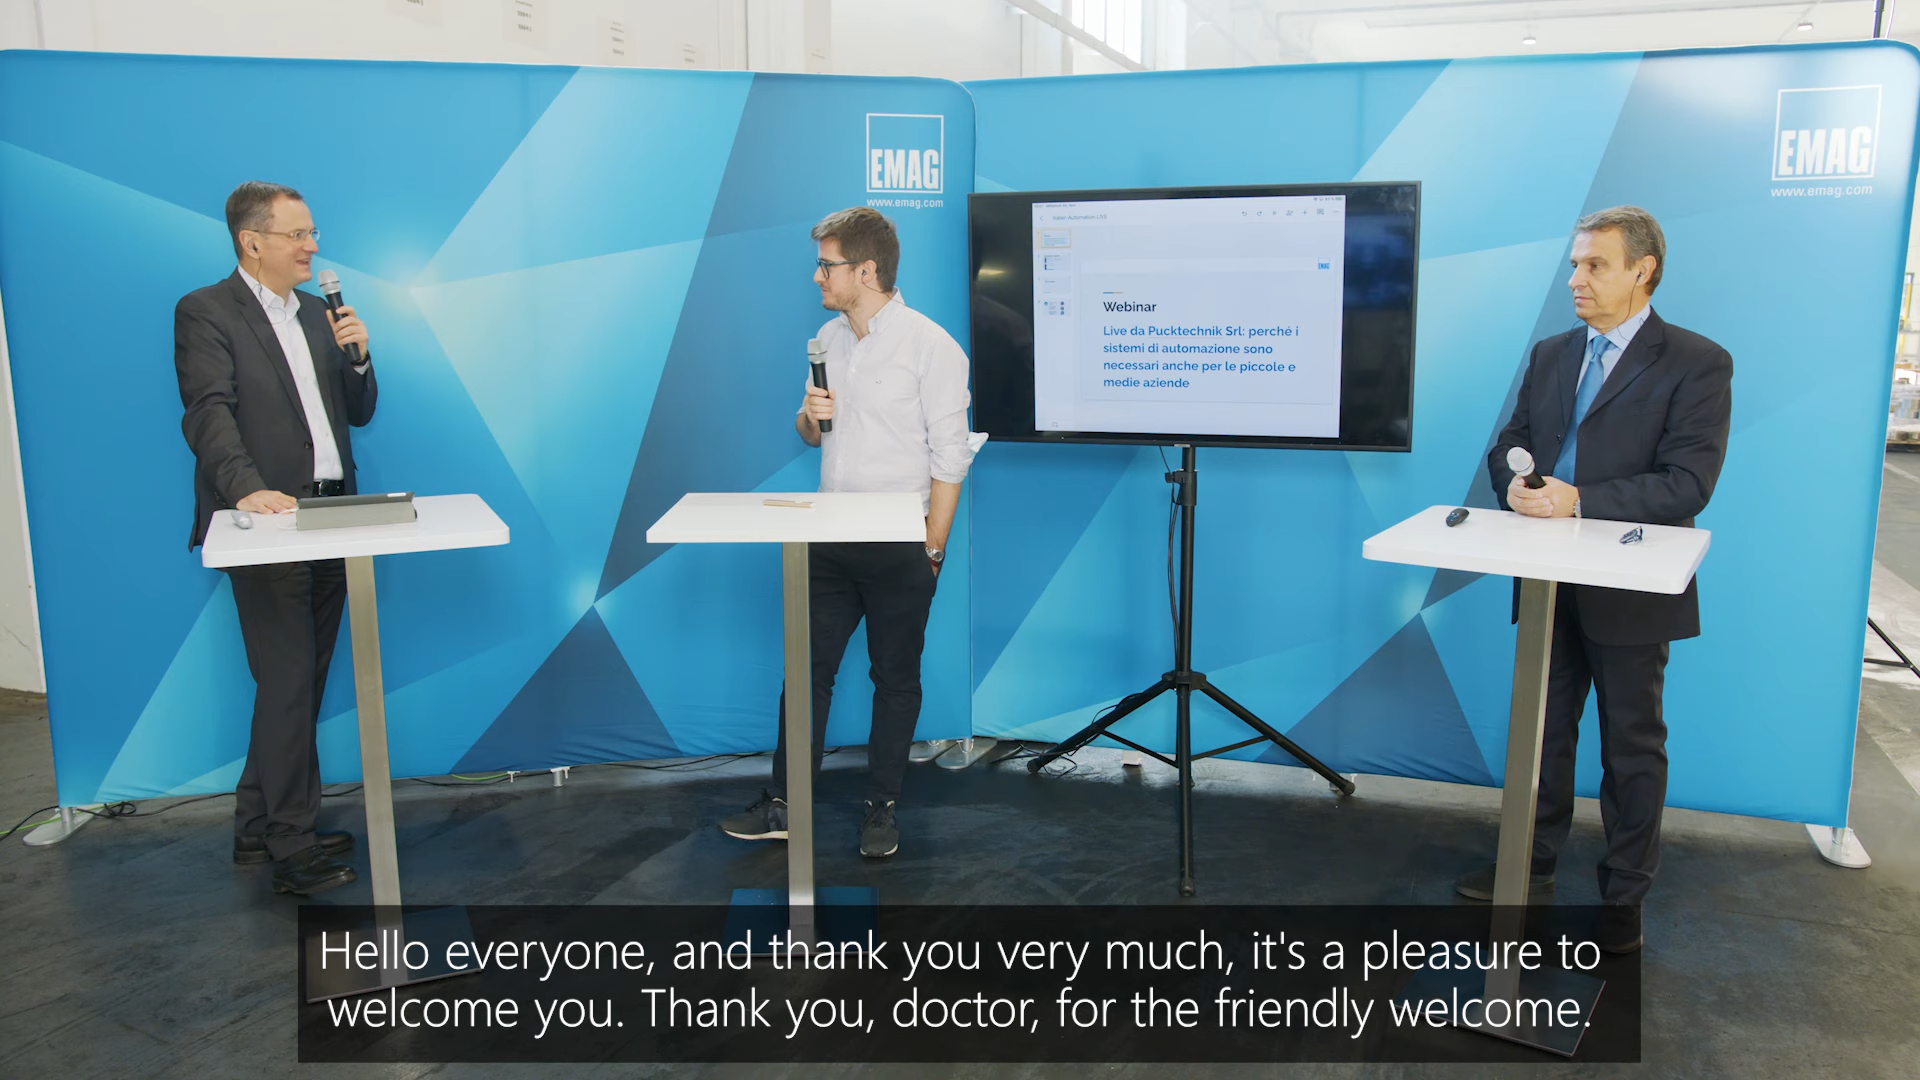 EMAG
www.emag.com
EMAG
www.emag.com
Webinar
Live da Pucktechnik Srl: perché i
sistemi di automazione sono
necessari anche per le piccole e
medie aziende
Hello everyone, and thank you very much, it's a pleasure to
welcome you. Thank you, doctor, for the friendly welcome.